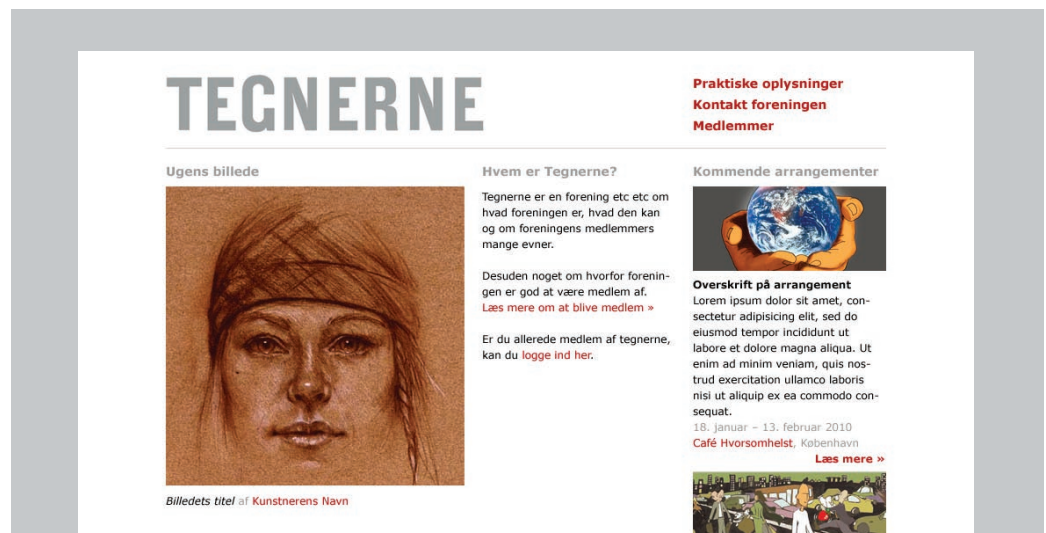 TEGNERNE
Praktiske oplysninger
Kontakt foreningen
Medlemmer
Ugens billede
Billedets titel af Kunstnerens Navn
Hvem er Tegnerne?
Tegnerne er en forening etc etc om
hvad foreningen er, hvad den kan
og om foreningens medlemmers
mange evner.
Desuden noget om hvorfor forenin-
gen er god at være medlem af.
Læs mere om at blive medlem »
Er du allerede medlem af tegnerne,
kan du logge ind her.
Kommende arrangementer
Overskrift på arrangement
Lorem ipsum dolor sit amet, con-
sectetur adipisicing elit, sed do
eiusmod tempor incididunt ut
labore et dolore magna aliqua. Ut
enim ad minim veniam, quis nos-
trud exercitation ullamco laboris
nisi ut aliquip ex ea commodo con-
sequat.
18. januar – 13. februar 2010
Café Hvorsomhelst, København
Læs mere »